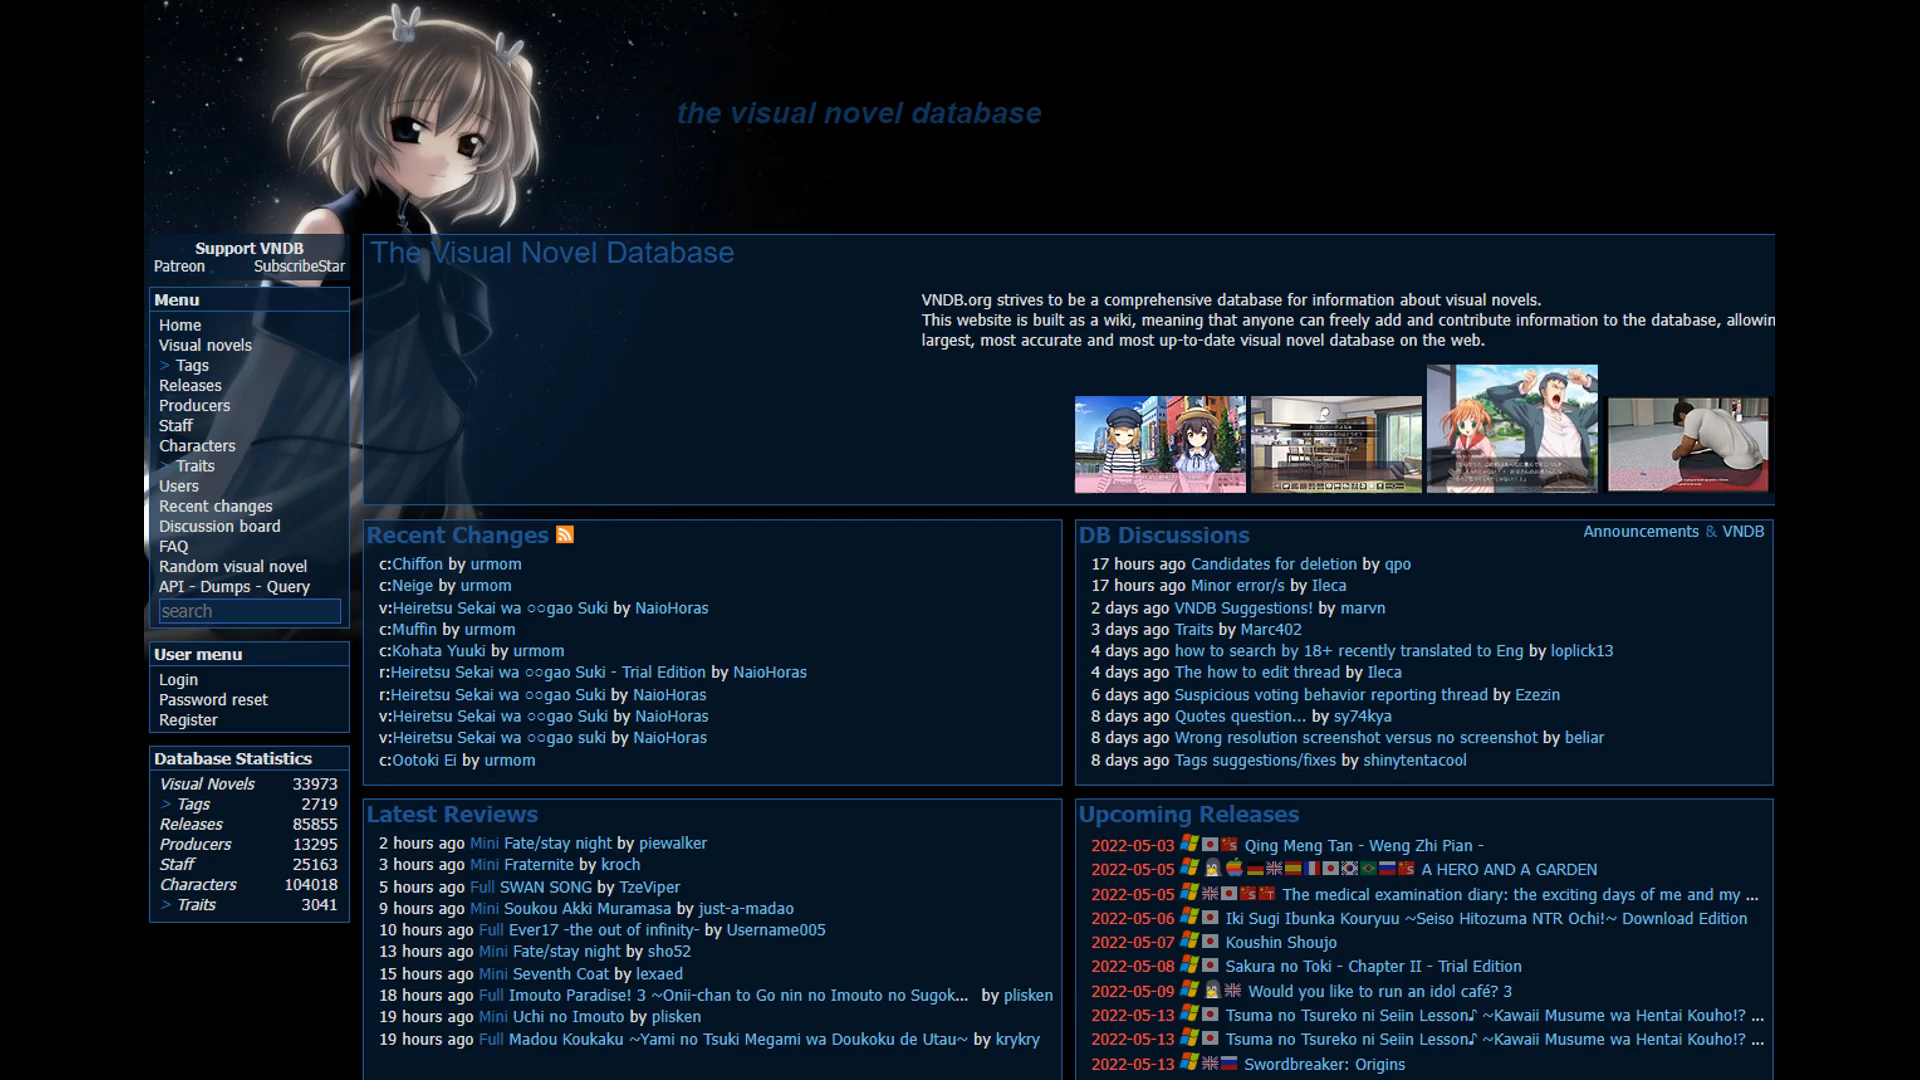 the visual novel database
Support VNDB
Patreon SubscribeStar
Menu
Home
Visual novels
> Tags
Releases
Producers
Staff
Characters
> Traits
Users
Recent changes
Discussion board
FAQ
Random visual novel
API - Dumps - Query
search
User menu
Login
Password reset
Register
Database Statistics
Visual Novels 33973
> Tags 2719
Releases 85855
Producers 13295
Staff 25163
Characters 104018
> Traits 3041
The Visual Novel Database
VNDB.org strives to be a comprehensive database for information about visual novels.
This website is built as a wiki, meaning that anyone can freely add and contribute information to the database, allowin
largest, most accurate and most up-to-date visual novel database on the web.
Recent Changes
c:Chiffon by urmom
c:Neige by urmom
v:Heiretsu Sekai wa ○○gao Suki by NaioHoras
c:Muffin by urmom
c:Kohata Yuuki by urmom
r:Heiretsu Sekai wa ○○gao Suki - Trial Edition by NaioHoras
r:Heiretsu Sekai wa ○○gao Suki by NaioHoras
v:Heiretsu Sekai wa ○○gao Suki by NaioHoras
v:Heiretsu Sekai wa ○○gao suki by NaioHoras
c:Ootoki Ei by urmom
DB Discussions
Announcements & VNDB
17 hours ago Candidates for deletion by qpo
17 hours ago Minor error/s by Ileca
2 days ago VNDB Suggestions! by marvn
3 days ago Traits by Marc402
4 days ago how to search by 18+ recently translated to Eng by loplick13
4 days ago The how to edit thread by Ileca
6 days ago Suspicious voting behavior reporting thread by Ezezin
8 days ago Quotes question... by sy74kya
8 days ago Wrong resolution screenshot versus no screenshot by beliar
8 days ago Tags suggestions/fixes by shinytentacool
Latest Reviews
2 hours ago Mini Fate/stay night by piewalker
3 hours ago Mini Fraternite by kroch
5 hours ago Full SWAN SONG by TzeViper
9 hours ago Mini Soukou Akki Muramasa by just-a-madao
10 hours ago Full Ever17 -the out of infinity- by Username005
13 hours ago Mini Fate/stay night by sho52
15 hours ago Mini Seventh Coat by lexaed
18 hours ago Full Imouto Paradise! 3 ~Onii-chan to Go nin no Imouto no Sugok... by plisken
19 hours ago Mini Uchi no Imouto by plisken
19 hours ago Full Madou Koukaku ~Yami no Tsuki Megami wa Doukoku de Utau~ by krykry
Upcoming Releases
2022-05-03 Qing Meng Tan - Weng Zhi Pian -
2022-05-05 A HERO AND A GARDEN
2022-05-05 The medical examination diary: the exciting days of me and my ...
2022-05-06 Iki Sugi Ibunka Kouryuu ~Seiso Hitozuma NTR Ochi!~ Download Edition
2022-05-07 Koushin Shoujo
2022-05-08 Sakura no Toki - Chapter II - Trial Edition
2022-05-09 Would you like to run an idol café? 3
2022-05-13 Tsuma no Tsureko ni Seiin Lesson♪ ~Kawaii Musume wa Hentai Kouho!? ...
2022-05-13 Tsuma no Tsureko ni Seiin Lesson♪ ~Kawaii Musume wa Hentai Kouho!? ...
2022-05-13 Swordbreaker: Origins